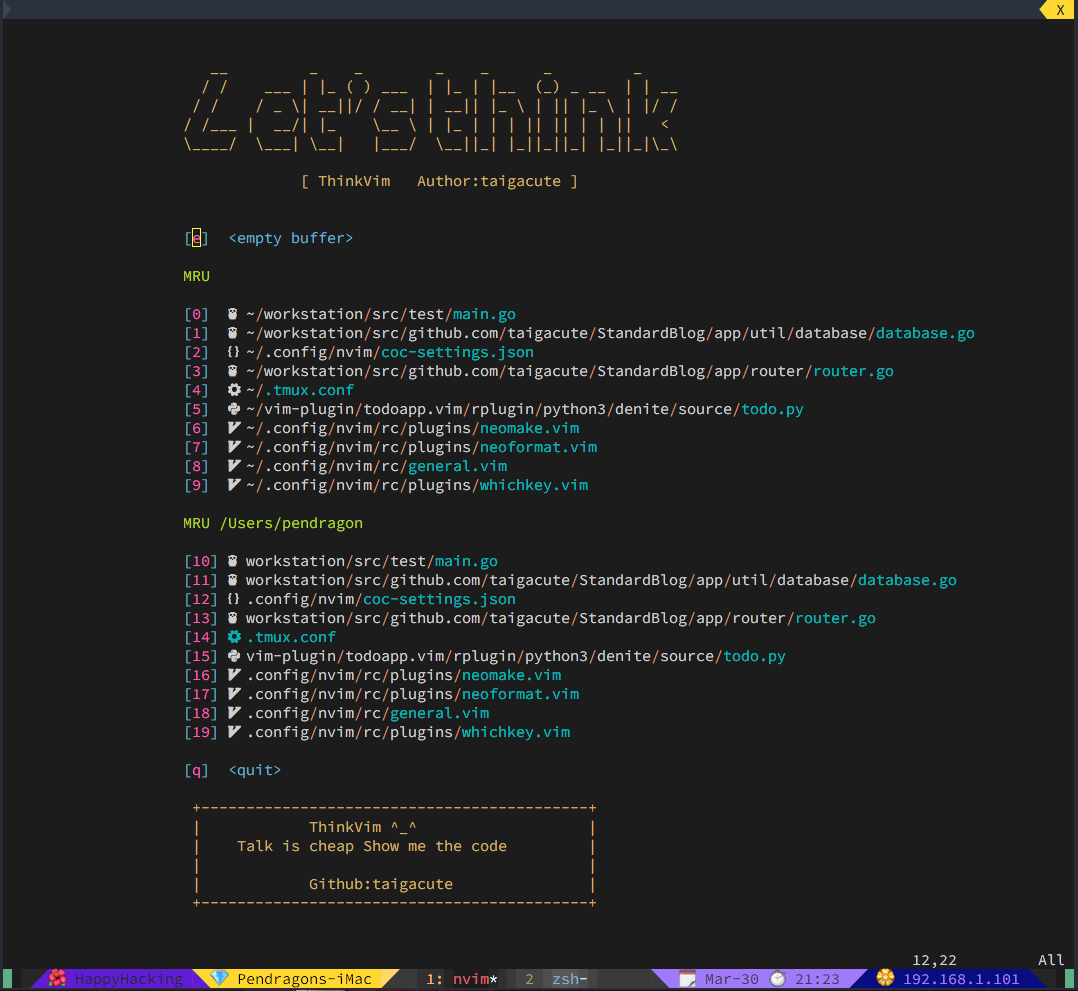 X
Let's think
[ ThinkVim   Author:taigacute ]
[e]  <empty buffer>
MRU
[0]  ~/workstation/src/test/main.go
[1]  ~/workstation/src/github.com/taigacute/StandardBlog/app/util/database/database.go
[2]  {} ~/.config/nvim/coc-settings.json
[3]  ~/workstation/src/github.com/taigacute/StandardBlog/app/router/router.go
[4]  ~/.tmux.conf
[5]  ~/vim-plugin/todoapp.vim/rplugin/python3/denite/source/todo.py
[6]  ~/.config/nvim/rc/plugins/neomake.vim
[7]  ~/.config/nvim/rc/plugins/neoformat.vim
[8]  ~/.config/nvim/rc/general.vim
[9]  ~/.config/nvim/rc/plugins/whichkey.vim
MRU /Users/pendragon
[10] workstation/src/test/main.go
[11] workstation/src/github.com/taigacute/StandardBlog/app/util/database/database.go
[12] {} .config/nvim/coc-settings.json
[13] workstation/src/github.com/taigacute/StandardBlog/app/router/router.go
[14] .tmux.conf
[15] vim-plugin/todoapp.vim/rplugin/python3/denite/source/todo.py
[16] .config/nvim/rc/plugins/neomake.vim
[17] .config/nvim/rc/plugins/neoformat.vim
[18] .config/nvim/rc/general.vim
[19] .config/nvim/rc/plugins/whichkey.vim
[q]  <quit>
ThinkVim ^_^
Talk is cheap Show me the code
Github:taigacute
12,22 All
HappyHacking Pendragons-iMac 1: nvim* 2 zsh- Mar-30 21:23 192.168.1.101